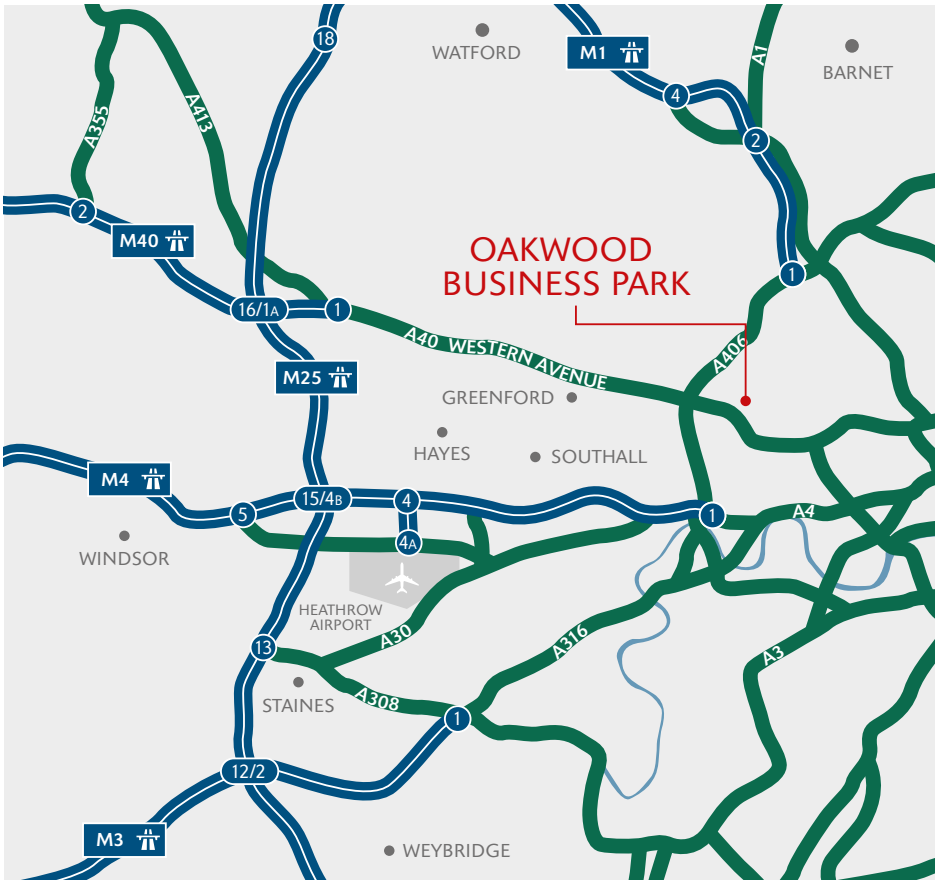 18
WATFORD
M1
A1
BARNET
4
A355
A413
2
2
M40
OAKWOOD
BUSINESS PARK
1
16/1A
1
A40 WESTERN AVENUE
A406
M25
GREENFORD
HAYES
SOUTHALL
M4
15/4B
4
5
1
A4
4A
WINDSOR
HEATHROW
AIRPORT
A30
A316
13
A3
STAINES
A308
1
12/2
M3
WEYBRIDGE